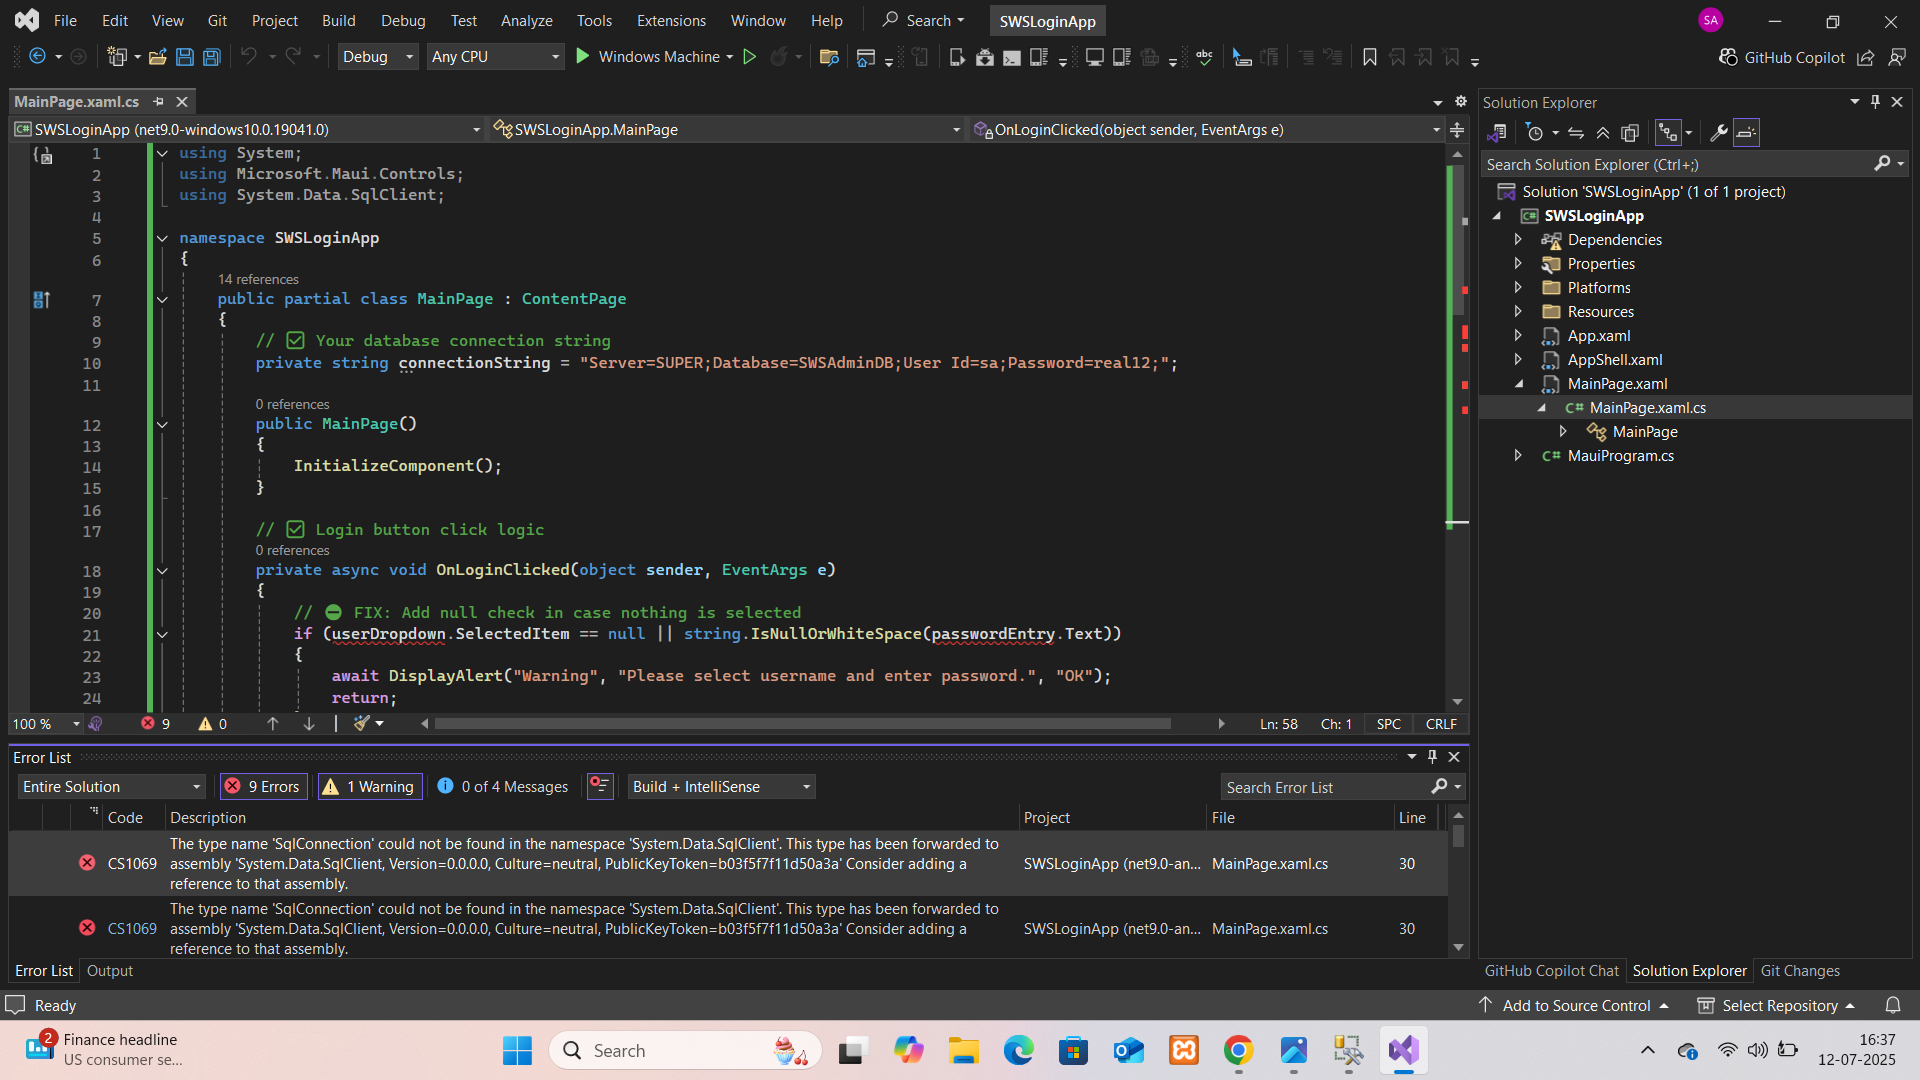 File Edit View Git Project Build Debug Test Analyze Tools Extensions Window Help Search SWSLoginApp SA
Debug Any CPU Windows Machine abc GitHub Copilot
MainPage.xaml.cs
SWSLoginApp (net9.0-windows10.0.19041.0) SWSLoginApp.MainPage OnLoginClicked(object sender, EventArgs e)
1 using System;
2 using Microsoft.Maui.Controls;
3 using System.Data.SqlClient;
4
5 namespace SWSLoginApp
6 {
14 references
7 public partial class MainPage : ContentPage
8 {
9 // ✅ Your database connection string
10 private string connectionString = "Server=SUPER;Database=SWSAdminDB;User Id=sa;Password=real12;";
11
0 references
12 public MainPage()
13 {
14 InitializeComponent();
15 }
16
17 // ✅ Login button click logic
0 references
18 private async void OnLoginClicked(object sender, EventArgs e)
19 {
20 // ⛔ FIX: Add null check in case nothing is selected
21 if (userDropdown.SelectedItem == null || string.IsNullOrWhiteSpace(passwordEntry.Text))
22 {
23 await DisplayAlert("Warning", "Please select username and enter password.", "OK");
24 return;
100 % 9 0 Ln: 58 Ch: 1 SPC CRLF
Error List
Entire Solution 9 Errors 1 Warning 0 of 4 Messages Build + IntelliSense Search Error List
Code Description Project File Line
CS1069 The type name 'SqlConnection' could not be found in the namespace 'System.Data.SqlClient'. This type has been forwarded to
assembly 'System.Data.SqlClient, Version=0.0.0.0, Culture=neutral, PublicKeyToken=b03f5f7f11d50a3a' Consider adding a
reference to that assembly.
SWSLoginApp (net9.0-an... MainPage.xaml.cs 30
CS1069 The type name 'SqlConnection' could not be found in the namespace 'System.Data.SqlClient'. This type has been forwarded to
assembly 'System.Data.SqlClient, Version=0.0.0.0, Culture=neutral, PublicKeyToken=b03f5f7f11d50a3a' Consider adding a
reference to that assembly.
SWSLoginApp (net9.0-an... MainPage.xaml.cs 30
Error List Output
Solution Explorer
Search Solution Explorer (Ctrl+;)
Solution 'SWSLoginApp' (1 of 1 project)
SWSLoginApp
Dependencies
Properties
Platforms
Resources
App.xaml
AppShell.xaml
MainPage.xaml
C# MainPage.xaml.cs
MainPage
C# MauiProgram.cs
GitHub Copilot Chat Solution Explorer Git Changes
Ready Add to Source Control Select Repository
2 Finance headline
US consumer se...
Search
16:37
12-07-2025